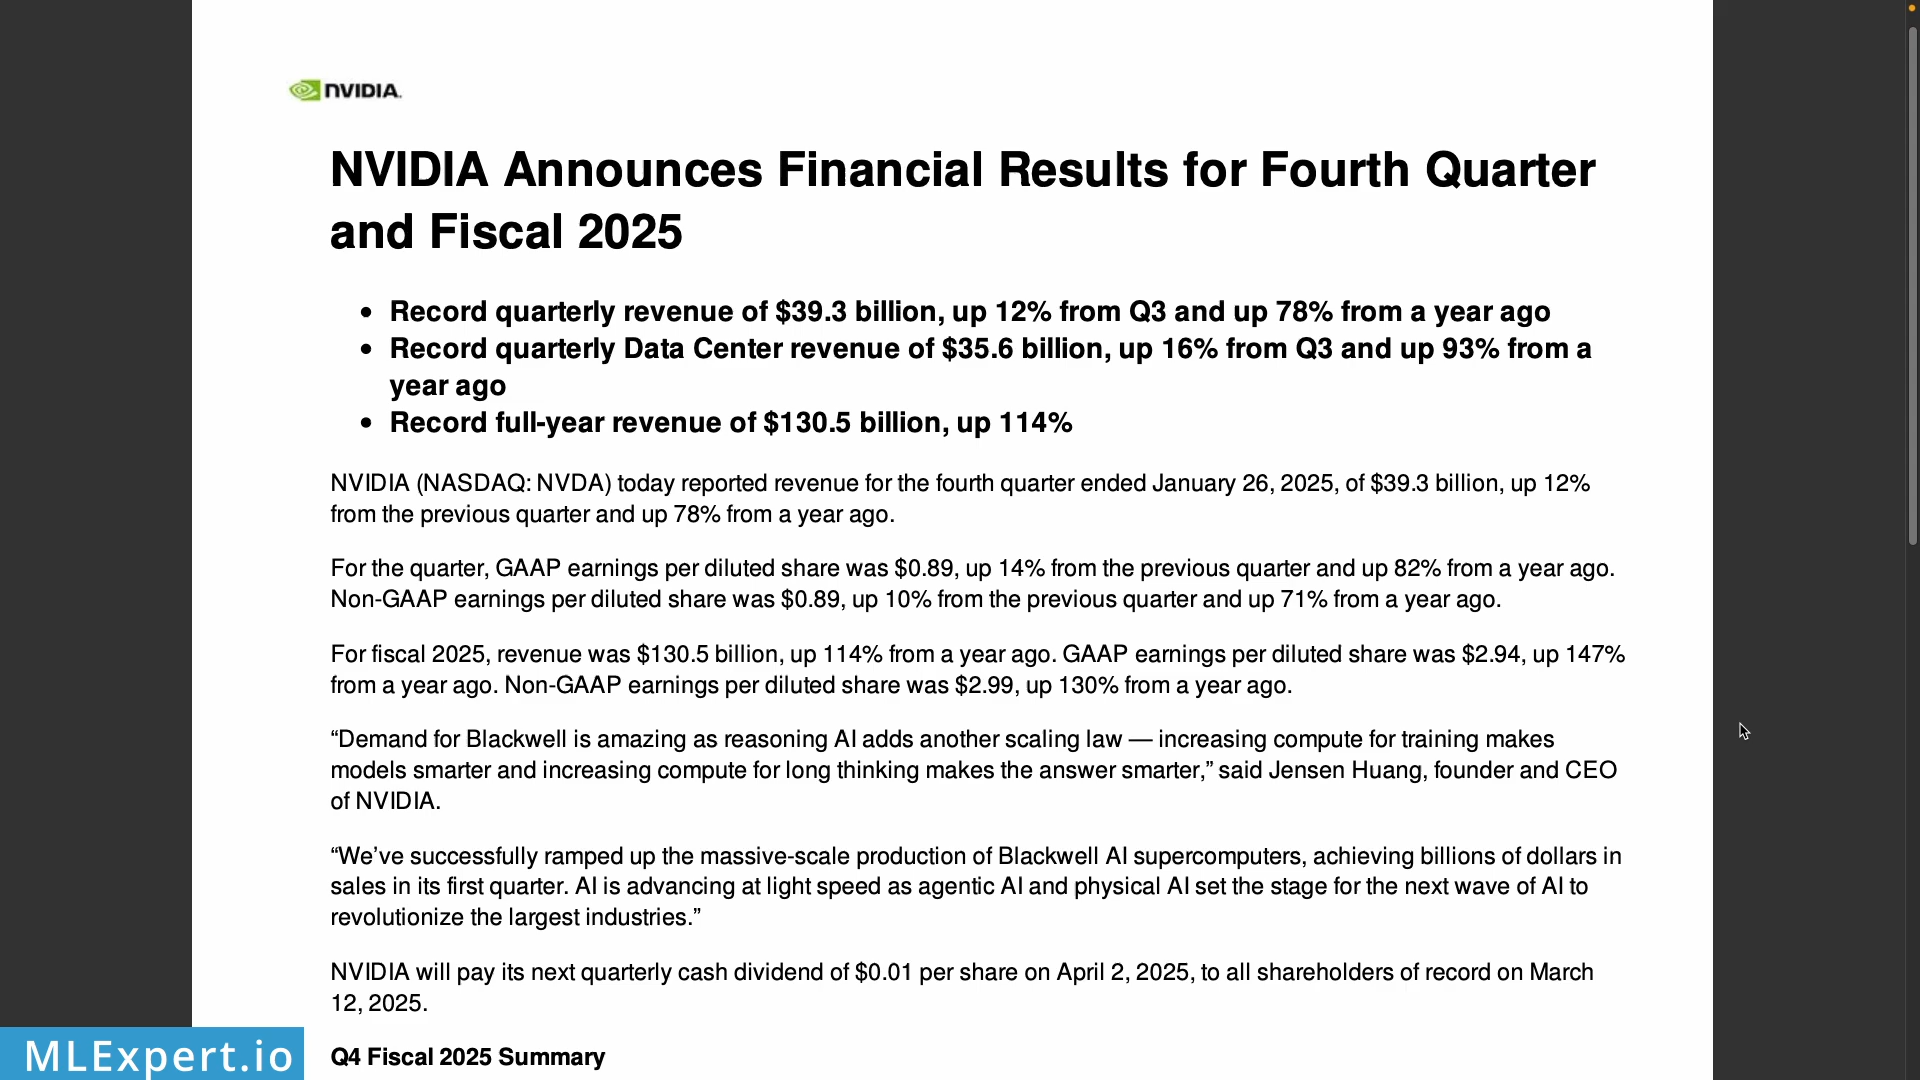 NVIDIA.
NVIDIA Announces Financial Results for Fourth Quarter
and Fiscal 2025
• Record quarterly revenue of $39.3 billion, up 12% from Q3 and up 78% from a year ago
• Record quarterly Data Center revenue of $35.6 billion, up 16% from Q3 and up 93% from a
year ago
• Record full-year revenue of $130.5 billion, up 114%
NVIDIA (NASDAQ: NVDA) today reported revenue for the fourth quarter ended January 26, 2025, of $39.3 billion, up 12%
from the previous quarter and up 78% from a year ago.
For the quarter, GAAP earnings per diluted share was $0.89, up 14% from the previous quarter and up 82% from a year ago.
Non-GAAP earnings per diluted share was $0.89, up 10% from the previous quarter and up 71% from a year ago.
For fiscal 2025, revenue was $130.5 billion, up 114% from a year ago. GAAP earnings per diluted share was $2.94, up 147%
from a year ago. Non-GAAP earnings per diluted share was $2.99, up 130% from a year ago.
“Demand for Blackwell is amazing as reasoning AI adds another scaling law — increasing compute for training makes
models smarter and increasing compute for long thinking makes the answer smarter,” said Jensen Huang, founder and CEO
of NVIDIA.
“We’ve successfully ramped up the massive-scale production of Blackwell AI supercomputers, achieving billions of dollars in
sales in its first quarter. AI is advancing at light speed as agentic AI and physical AI set the stage for the next wave of AI to
revolutionize the largest industries.”
NVIDIA will pay its next quarterly cash dividend of $0.01 per share on April 2, 2025, to all shareholders of record on March
12, 2025.
Q4 Fiscal 2025 Summary
MLExpert.io